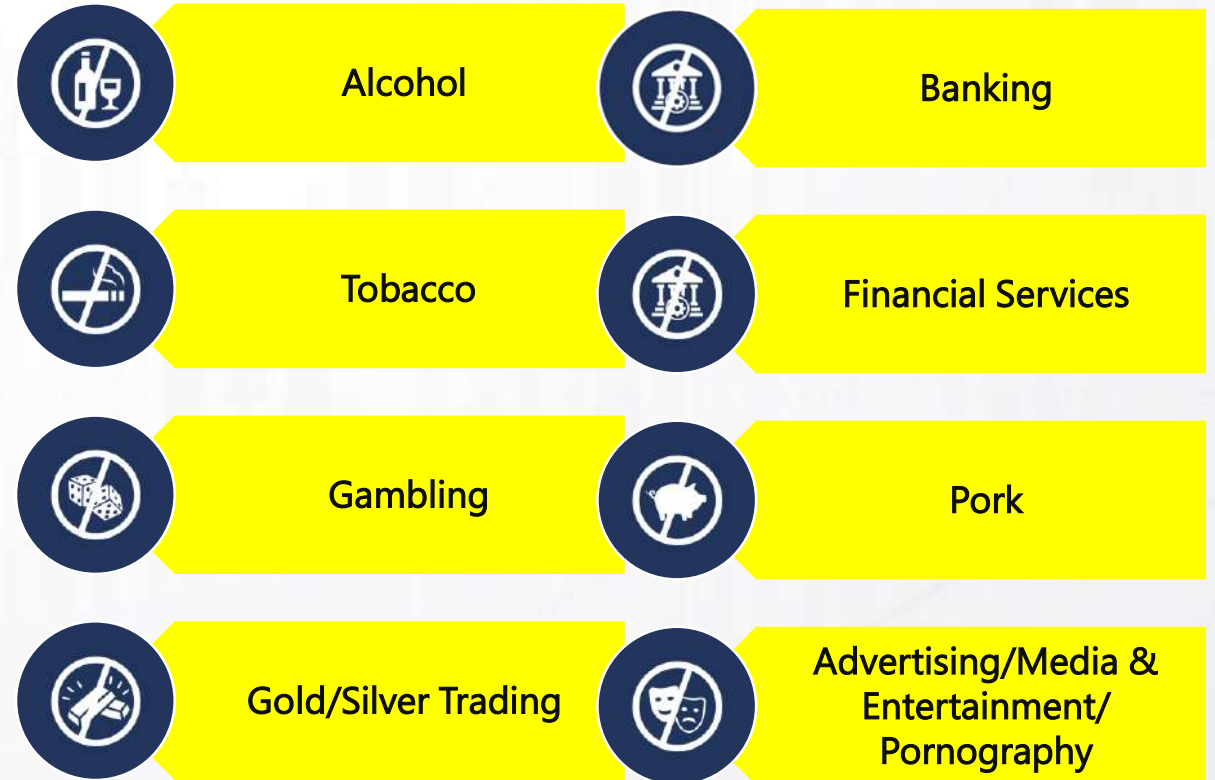 Alcohol
Banking
Tobacco
Financial Services
Gambling
Pork
Gold/Silver Trading
Advertising/Media &
Entertainment/
Pornography